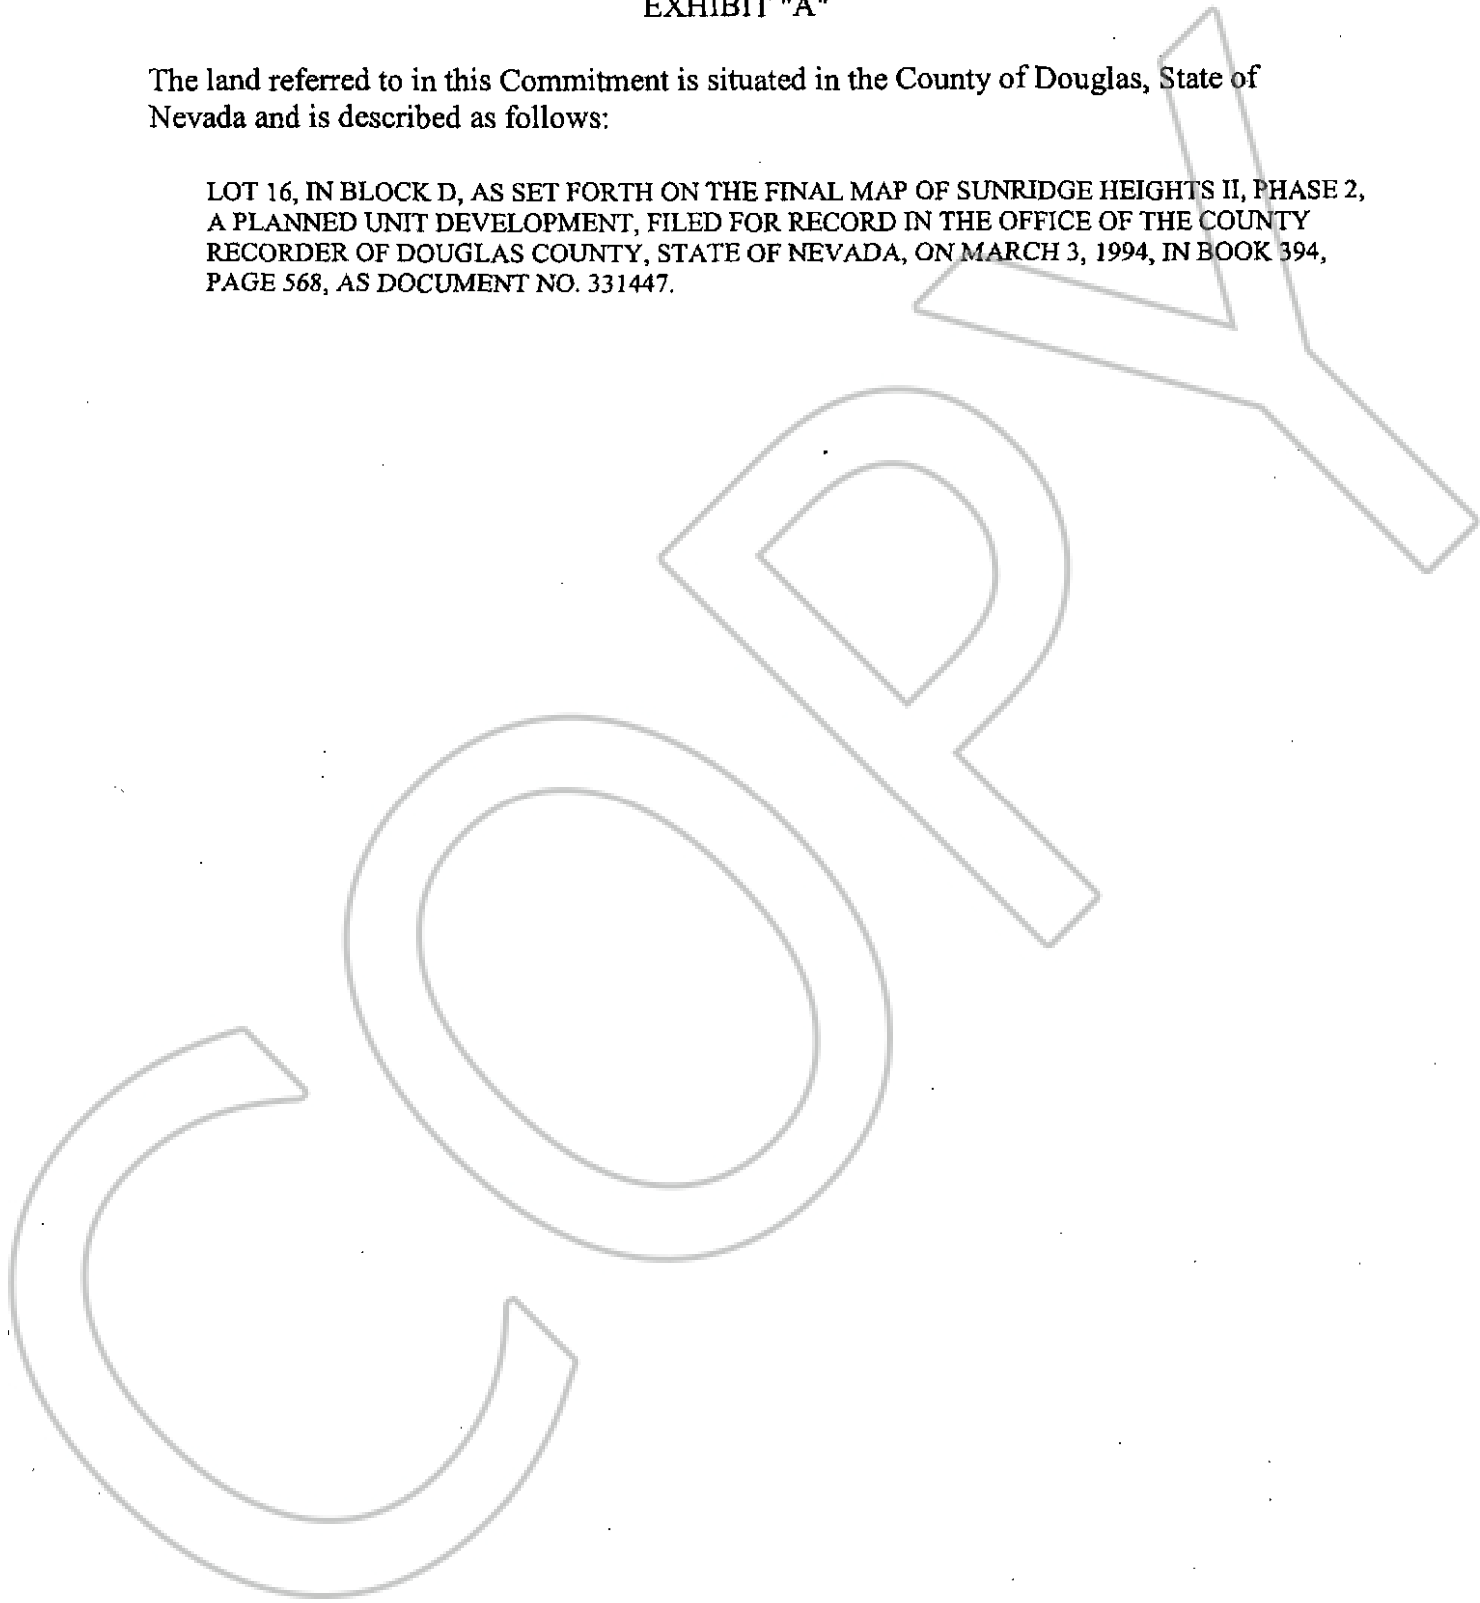 EXHIBIT "A"
The land referred to in this Commitment is situated in the County of Douglas, State of
Nevada and is described as follows:
LOT 16, IN BLOCK D, AS SET FORTH ON THE FINAL MAP OF SUNRIDGE HEIGHTS II, PHASE 2,
A PLANNED UNIT DEVELOPMENT, FILED FOR RECORD IN THE OFFICE OF THE COUNTY
RECORDER OF DOUGLAS COUNTY, STATE OF NEVADA, ON MARCH 3, 1994, IN BOOK 394,
PAGE 568, AS DOCUMENT NO. 331447.
COPY